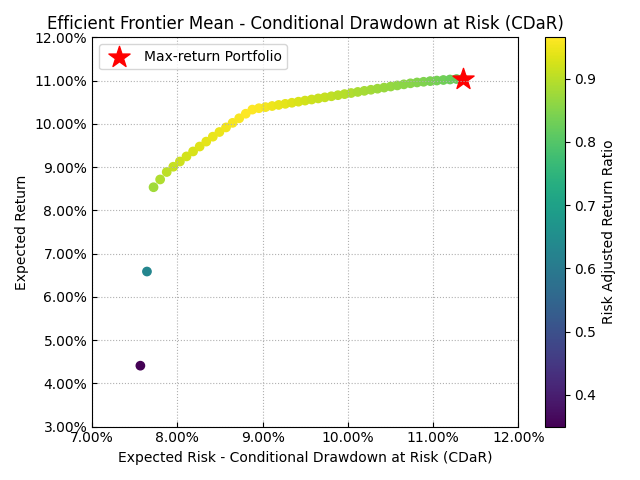 Efficient Frontier Mean - Conditional Drawdown at Risk (CDaR)
Max-return Portfolio
12.00%
11.00%
10.00%
9.00%
8.00%
7.00%
6.00%
5.00%
4.00%
3.00%
Expected Return
7.00% 8.00% 9.00% 10.00% 11.00% 12.00%
Expected Risk - Conditional Drawdown at Risk (CDaR)
0.9
0.8
0.7
0.6
0.5
0.4
Risk Adjusted Return Ratio